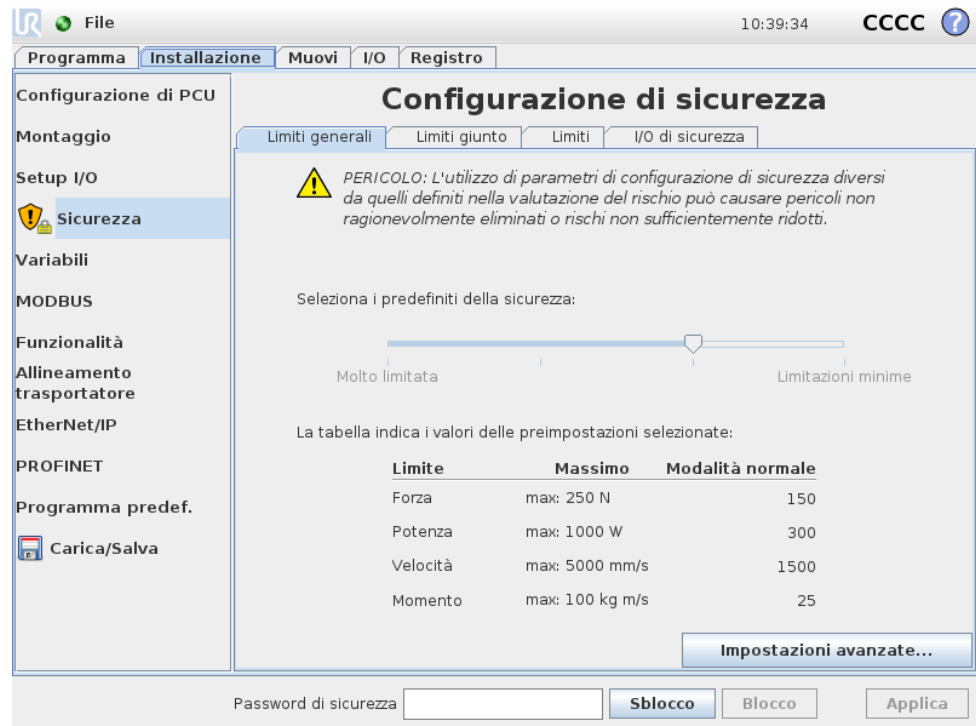 UR File 10:39:34 CCCC ?
Programma Installazione Muovi I/O Registro
Configurazione di PCU
Montaggio
Setup I/O
Sicurezza
Variabili
MODBUS
Funzionalità
Allineamento
trasportatore
EtherNet/IP
PROFINET
Programma predef.
Carica/Salva
Configurazione di sicurezza
Limiti generali Limiti giunto Limiti I/O di sicurezza
PERICOLO: L'utilizzo di parametri di configurazione di sicurezza diversi
da quelli definiti nella valutazione del rischio può causare pericoli non
ragionevolmente eliminati o rischi non sufficientemente ridotti.
Seleziona i predefiniti della sicurezza:
Molto limitata Limitazioni minime
La tabella indica i valori delle preimpostazioni selezionate:
Limite Massimo Modalità normale
Forza max: 250 N 150
Potenza max: 1000 W 300
Velocità max: 5000 mm/s 1500
Momento max: 100 kg m/s 25
Impostazioni avanzate...
Password di sicurezza Sblocco Blocco Applica